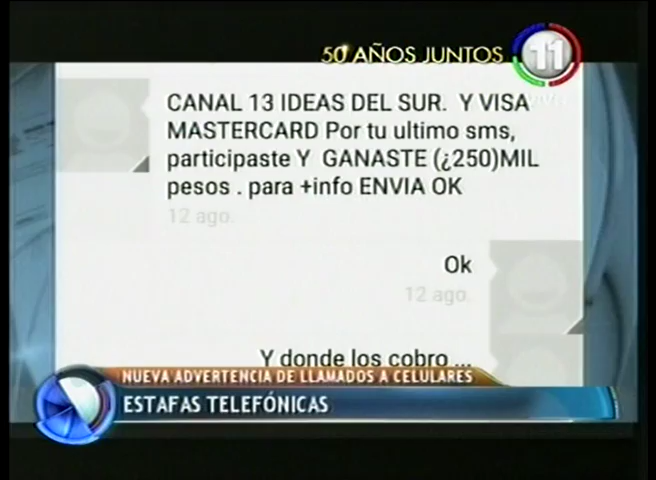 50 AÑOS JUNTOS
11
VIVO
CANAL 13 IDEAS DEL SUR. Y VISA
MASTERCARD Por tu ultimo sms,
participaste Y GANASTE (¿250)MIL
pesos . para +info ENVIA OK
12 ago.
Ok
12 ago.
Y donde los cobro ...
NUEVA ADVERTENCIA DE LLAMADOS A CELULARES
ESTAFAS TELEFÓNICAS